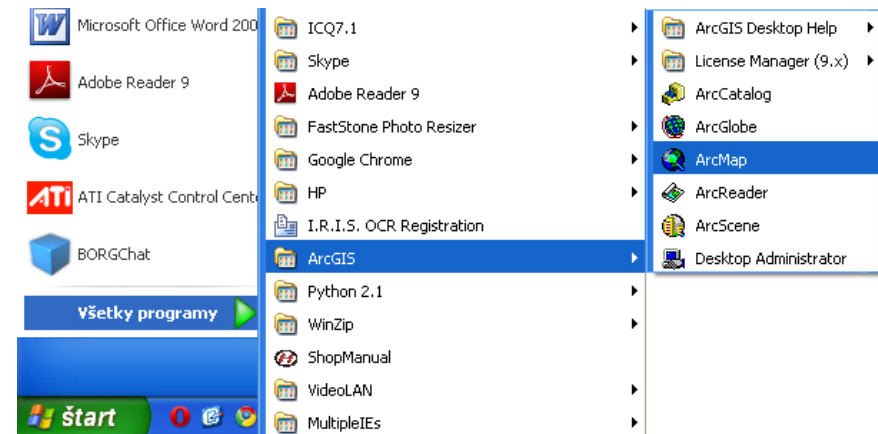 Microsoft Office Word 200
Adobe Reader 9
Skype
ATI
ATI Catalyst Control Cent
BORGChat
Všetky programy
štart
ICQ7.1
Skype
Adobe Reader 9
FastStone Photo Resizer
Google Chrome
HP
I.R.I.S. OCR Registration
ArcGIS
Python 2.1
WinZip
ShopManual
VideoLAN
MultipleIEs
ArcGIS Desktop Help
License Manager (9.x)
ArcCatalog
ArcGlobe
ArcMap
ArcReader
ArcScene
Desktop Administrator